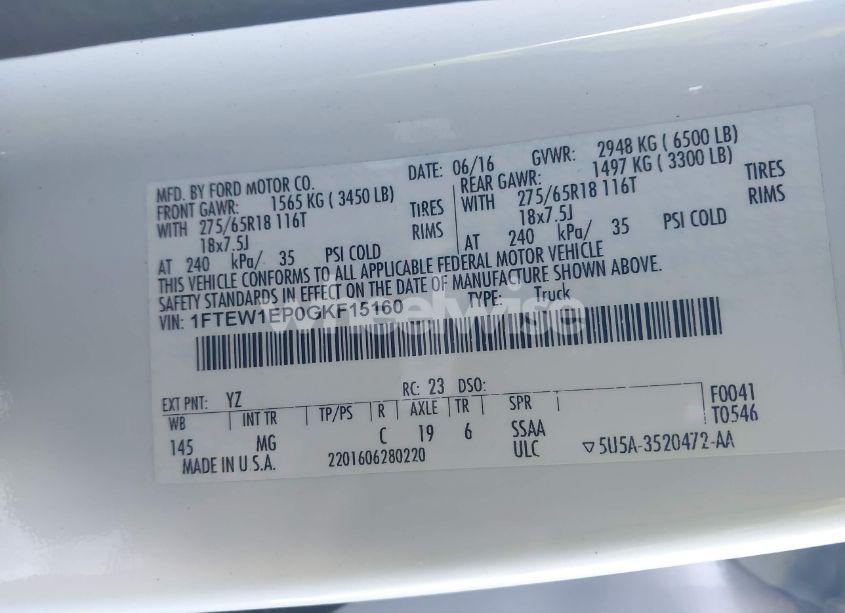 MFD. BY FORD MOTOR CO. DATE: 06/16 GVWR: 2948 KG ( 6500 LB)
FRONT GAWR: 1565 KG ( 3450 LB) REAR GAWR: 1497 KG ( 3300 LB)
WITH 275/65R18 116T TIRES WITH 275/65R18 116T TIRES
18x7.5J RIMS 18x7.5J RIMS
AT 240 kPa/ 35 PSI COLD AT 240 kPa/ 35 PSI COLD
THIS VEHICLE CONFORMS TO ALL APPLICABLE FEDERAL MOTOR VEHICLE
SAFETY STANDARDS IN EFFECT ON THE DATE OF MANUFACTURE SHOWN ABOVE.
VIN: 1FTEW1EP0GKF15160 TYPE: Truck
wheelwise
EXT PNT: YZ RC: 23 DSO:
WB INT TR TP/PS R AXLE TR SPR F0041
145 MG C 19 6 SSAA T0546
MADE IN U.S.A. 2201606280220 ULC ▽5U5A-3520472-AA